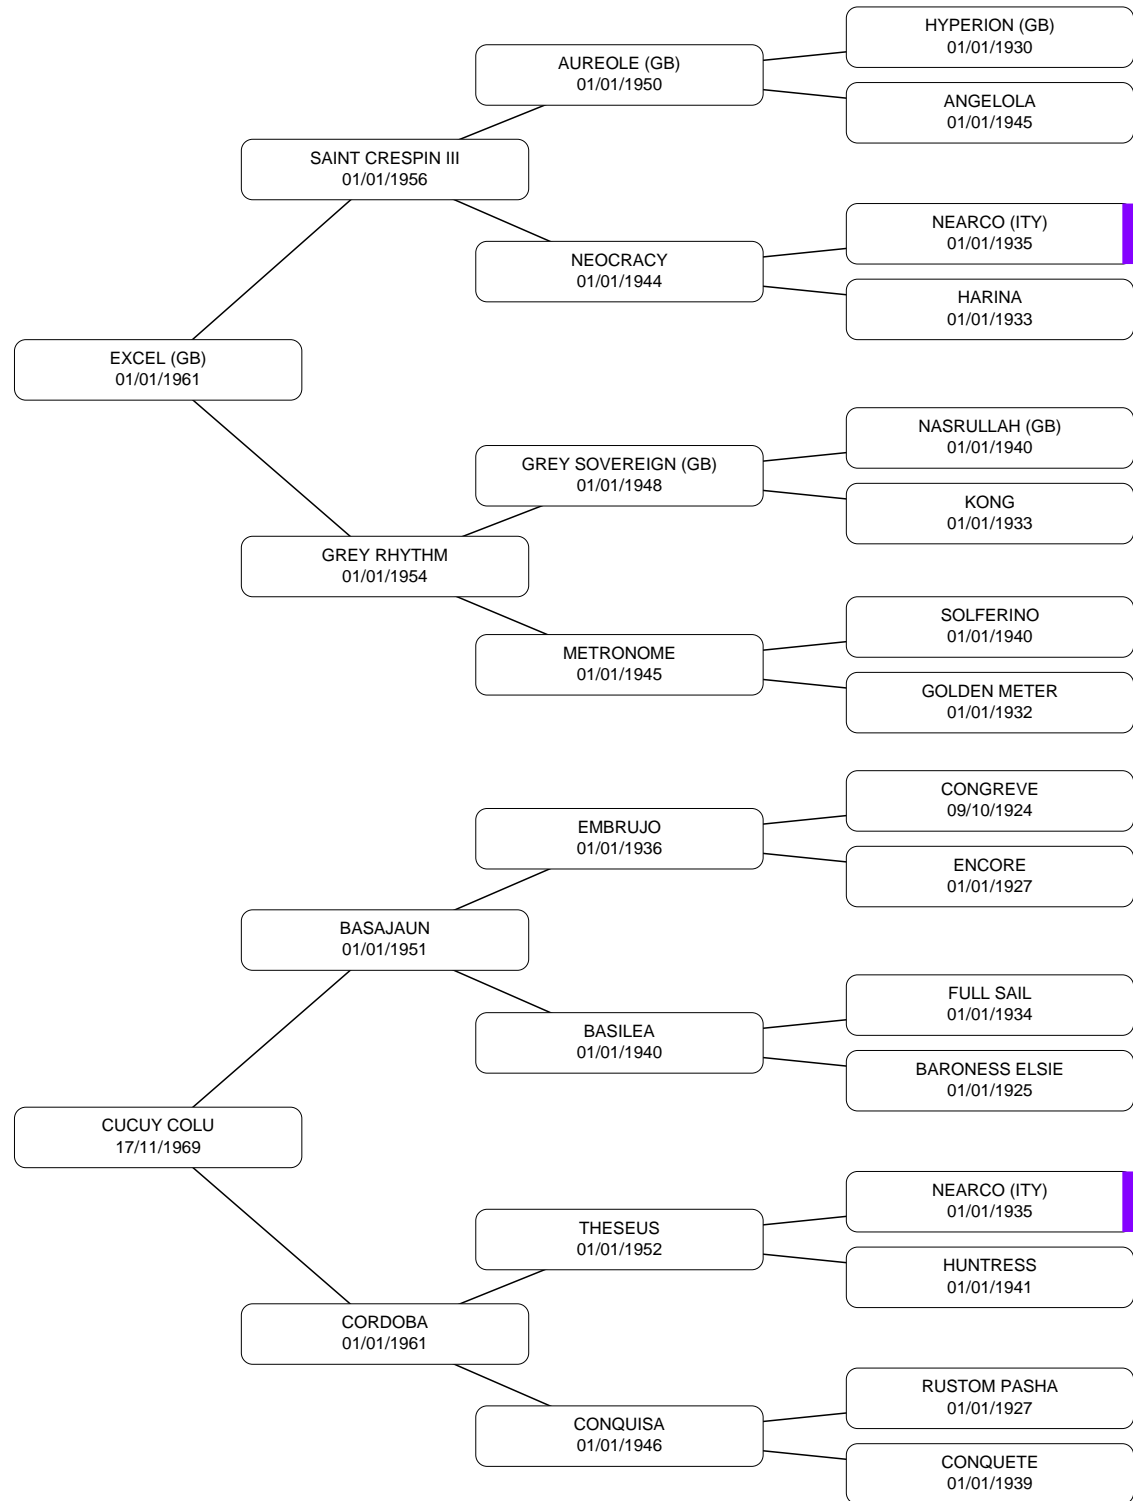 HYPERION (GB)
01/01/1930
AUREOLE (GB)
01/01/1950
ANGELOLA
01/01/1945
SAINT CRESPIN III
01/01/1956
NEARCO (ITY)
01/01/1935
NEOCRACY
01/01/1944
HARINA
01/01/1933
EXCEL (GB)
01/01/1961
NASRULLAH (GB)
01/01/1940
GREY SOVEREIGN (GB)
01/01/1948
KONG
01/01/1933
GREY RHYTHM
01/01/1954
SOLFERINO
01/01/1940
METRONOME
01/01/1945
GOLDEN METER
01/01/1932
CONGREVE
09/10/1924
EMBRUJO
01/01/1936
ENCORE
01/01/1927
BASAJAUN
01/01/1951
FULL SAIL
01/01/1934
BASILEA
01/01/1940
BARONESS ELSIE
01/01/1925
CUCUY COLU
17/11/1969
NEARCO (ITY)
01/01/1935
THESEUS
01/01/1952
HUNTRESS
01/01/1941
CORDOBA
01/01/1961
RUSTOM PASHA
01/01/1927
CONQUISA
01/01/1946
CONQUETE
01/01/1939